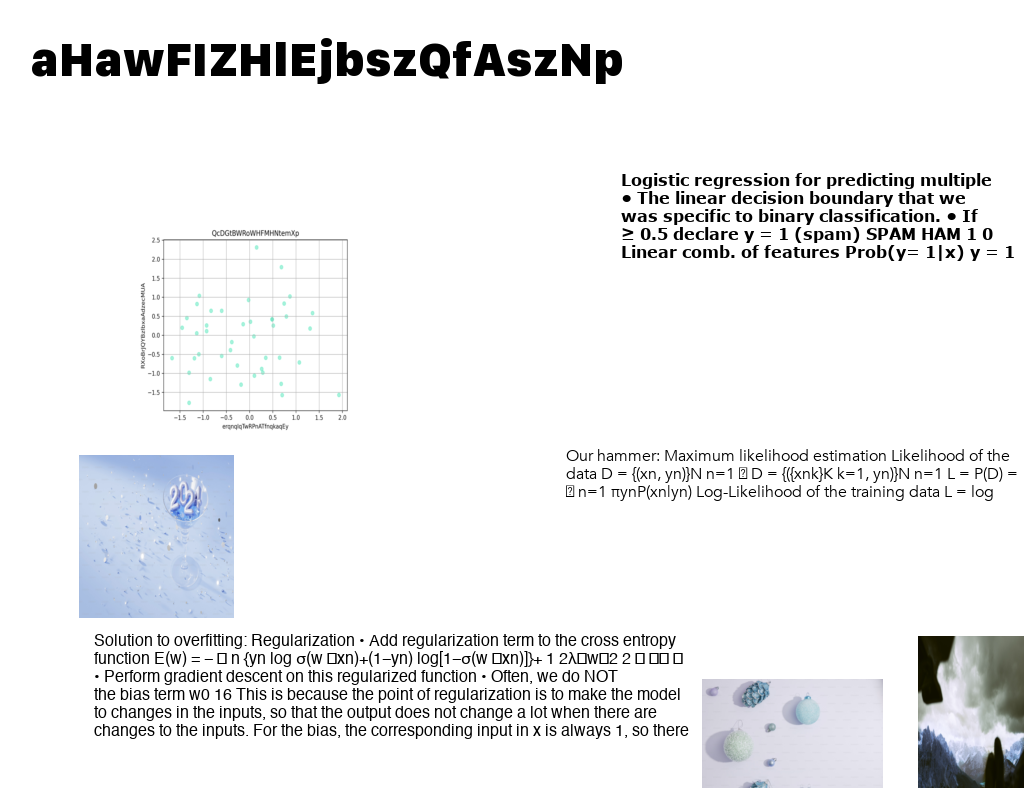 aHawFIZHlEjbszQfAszNp
Logistic regression for predicting multiple
• The linear decision boundary that we
was specific to binary classification. • If
≥ 0.5 declare y = 1 (spam) SPAM HAM 1 0
Linear comb. of features Prob(y= 1|x) y = 1
QcDGtBWRoWHFMHNtemXp
2.5
2.0
1.5
1.0
0.5
0.0
−0.5
−1.0
−1.5
−1.5 −1.0 −0.5 0.0 0.5 1.0 1.5 2.0
erqnqlqTwRPnATfnqkaqEy
Our hammer: Maximum likelihood estimation Likelihood of the
data D = {(xn, yn)}N n=1 � D = {({xnk}K k=1, yn)}N n=1 L = P(D) =
� n=1 πynP(xnlyn) Log-Likelihood of the training data L = log
2021
Solution to overfitting: Regularization • Add regularization term to the cross entropy
function E(w) = – � n {yn log σ(w �xn)+(1–yn) log[1–σ(w �xn)]}+ 1 2λ�w�2 2 � �� �
• Perform gradient descent on this regularized function • Often, we do NOT
the bias term w0 16 This is because the point of regularization is to make the model
to changes in the inputs, so that the output does not change a lot when there are
changes to the inputs. For the bias, the corresponding input in x is always 1, so there